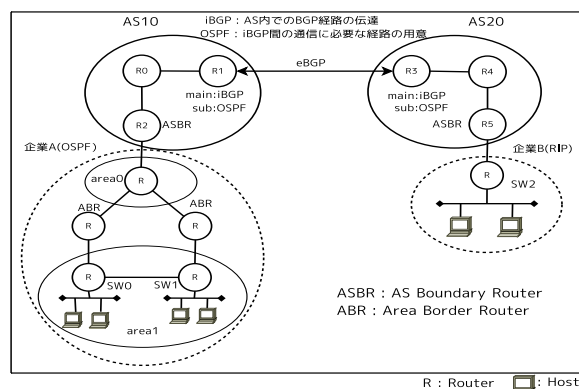 AS10
iBGP：AS内でのBGP経路の伝達
OSPF：iBGP間の通信に必要な経路の用意
AS20
R0
R1
eBGP
R3
R4
main:iBGP
sub:OSPF
main:iBGP
sub:OSPF
R2
ASBR
ASBR
R5
企業A(OSPF)
企業B(RIP)
area0
R
R
SW2
ABR
ABR
R
R
R
R
SW0
SW1
area1
ASBR : AS Boundary Router
ABR : Area Border Router
R : Router
: Host